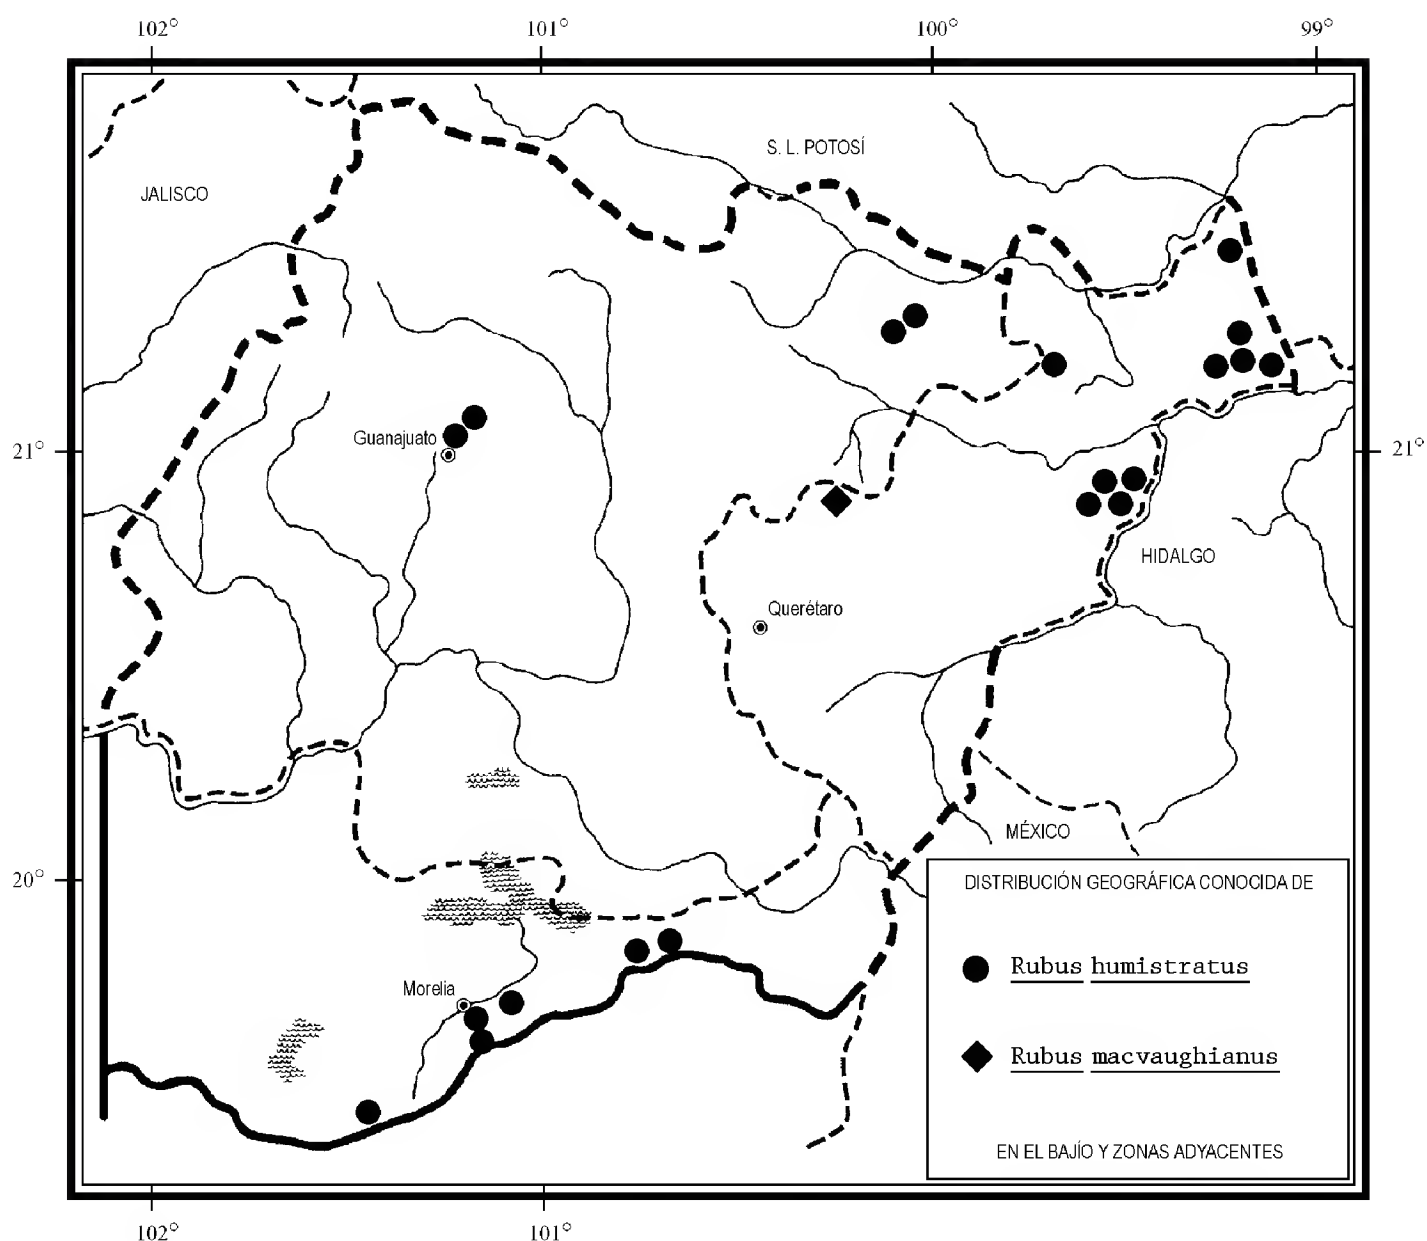 102° 101° 100° 99°
S. L. POTOSÍ
JALISCO
Guanajuato
21° 21°
HIDALGO
Querétaro
MÉXICO
20°
DISTRIBUCIÓN GEOGRÁFICA CONOCIDA DE
Rubus humistratus
Morelia
Rubus macvaughianus
EN EL BAJÍO Y ZONAS ADYACENTES
102° 101°